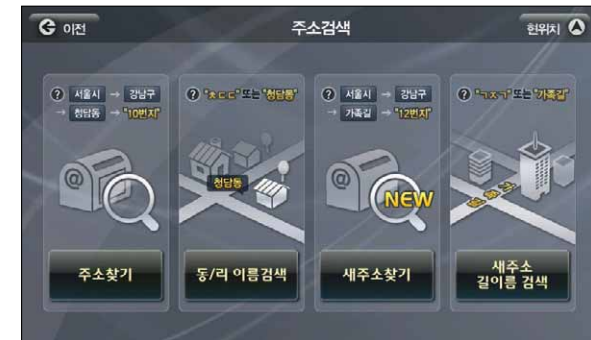 이전
주소검색
현위치
? 서울시 → 강남구
→ 청담동 → "10번지"
? "ㅊㄷㄷ" 또는 "청담동"
? 서울시 → 강남구
→ 가족길 → "12번지"
? "ㄱㅈㄱ" 또는 "가족길"
@
청담동
@
NEW
주소찾기
동/리 이름검색
새주소찾기
새주소
길이름 검색